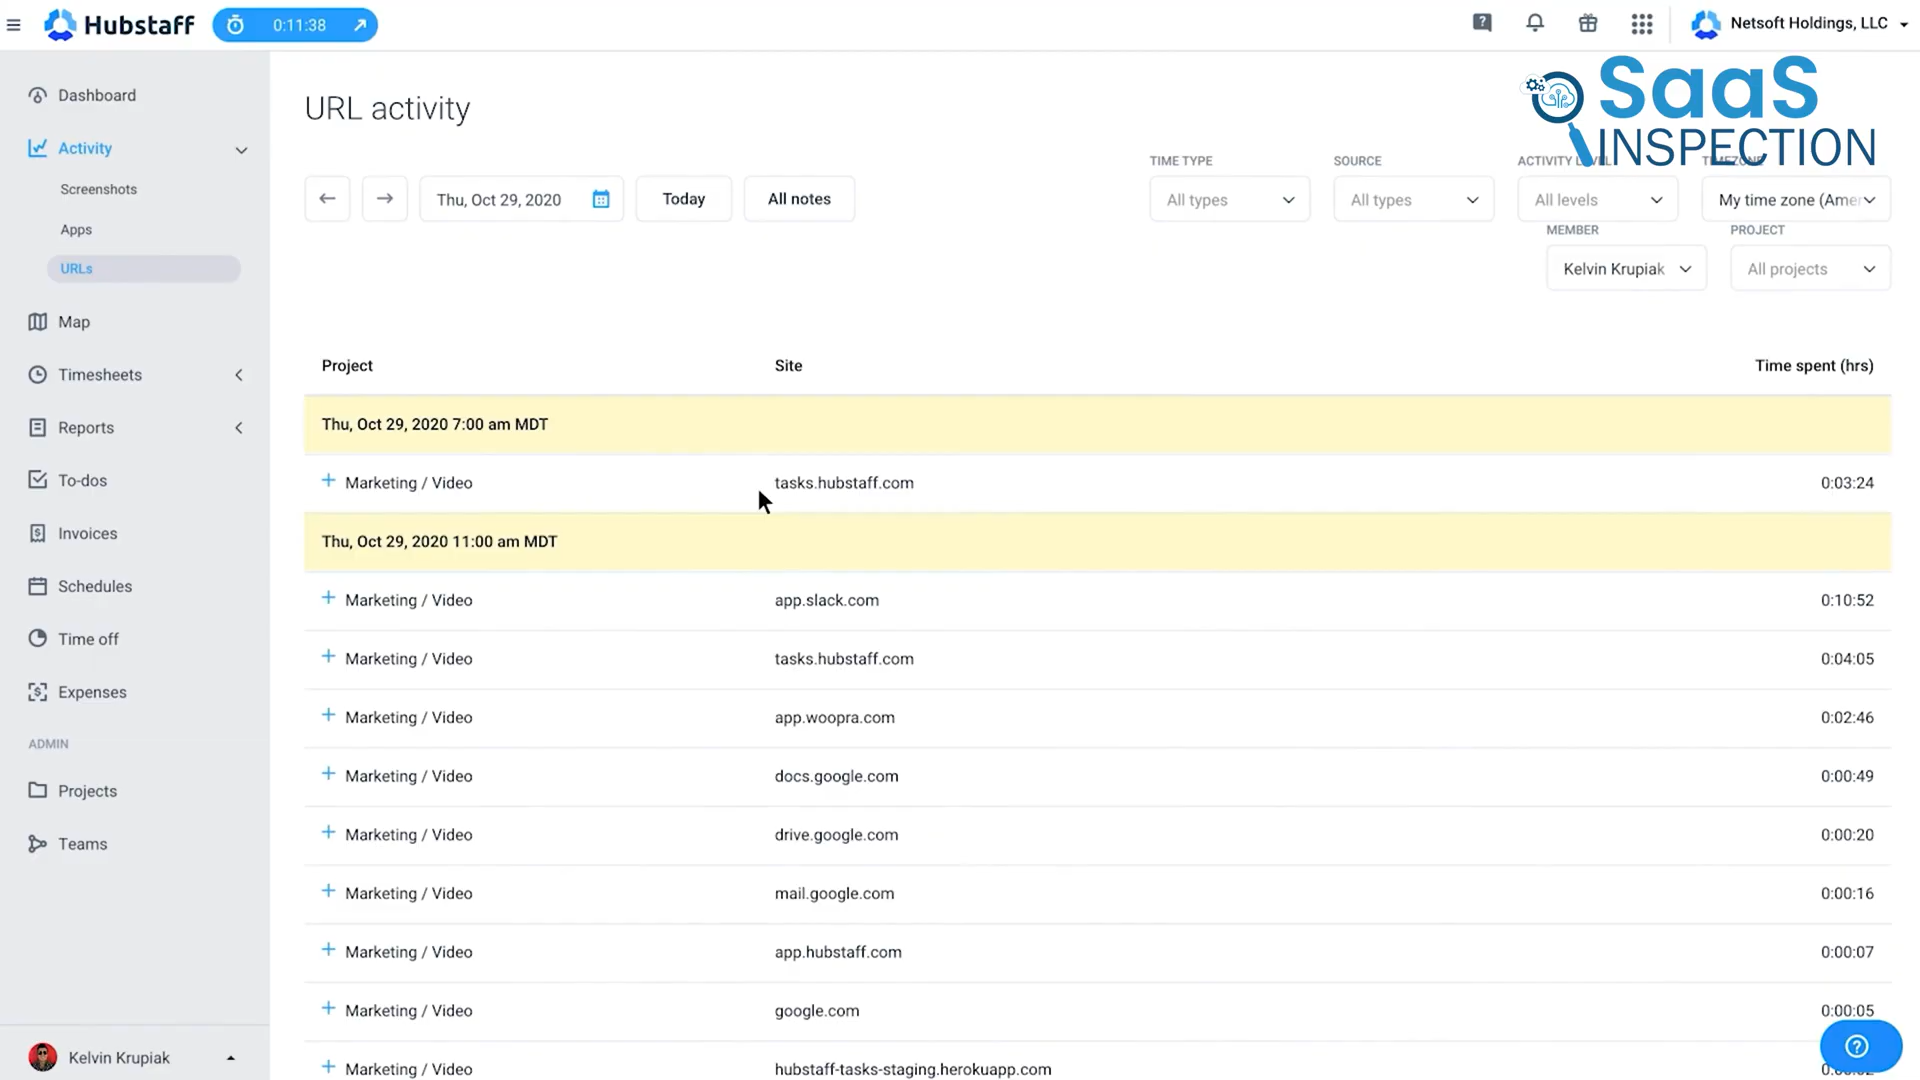 Hubstaff
0:11:38
Netsoft Holdings, LLC
SaaS
INSPECTION
Dashboard
Activity
Screenshots
Apps
URLs
Map
Timesheets
Reports
To-dos
Invoices
Schedules
Time off
Expenses
ADMIN
Projects
Teams
Kelvin Krupiak
URL activity
Thu, Oct 29, 2020
Today
All notes
TIME TYPE
All types
SOURCE
All types
ACTIVITY LEVEL
All levels
TIMEZONE
My time zone (Amer
MEMBER
Kelvin Krupiak
PROJECT
All projects
Project Site Time spent (hrs)
Thu, Oct 29, 2020 7:00 am MDT
+ Marketing / Video tasks.hubstaff.com 0:03:24
Thu, Oct 29, 2020 11:00 am MDT
+ Marketing / Video app.slack.com 0:10:52
+ Marketing / Video tasks.hubstaff.com 0:04:05
+ Marketing / Video app.woopra.com 0:02:46
+ Marketing / Video docs.google.com 0:00:49
+ Marketing / Video drive.google.com 0:00:20
+ Marketing / Video mail.google.com 0:00:16
+ Marketing / Video app.hubstaff.com 0:00:07
+ Marketing / Video google.com 0:00:05
+ Marketing / Video hubstaff-tasks-staging.herokuapp.com